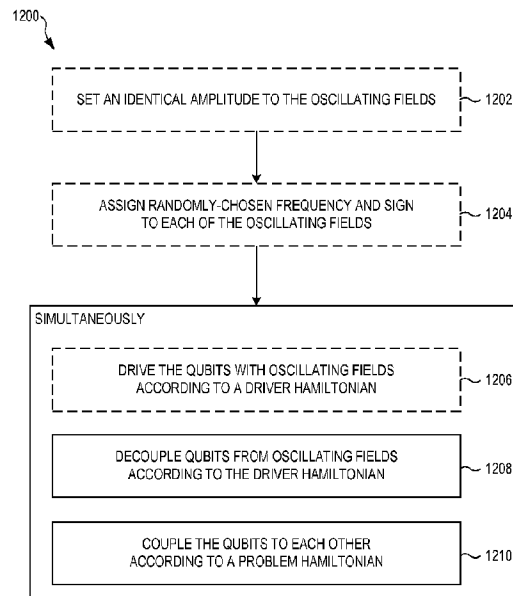 1200
SET AN IDENTICAL AMPLITUDE TO THE OSCILLATING FIELDS
1202
ASSIGN RANDOMLY-CHOSEN FREQUENCY AND SIGN
TO EACH OF THE OSCILLATING FIELDS
1204
SIMULTANEOUSLY
DRIVE THE QUBITS WITH OSCILLATING FIELDS
ACCORDING TO A DRIVER HAMILTONIAN
1206
DECOUPLE QUBITS FROM OSCILLATING FIELDS
ACCORDING TO THE DRIVER HAMILTONIAN
1208
COUPLE THE QUBITS TO EACH OTHER
ACCORDING TO A PROBLEM HAMILTONIAN
1210